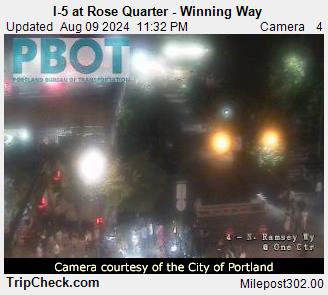 I-5 at Rose Quarter - Winning Way
Updated Aug 09 2024 11:32 PM Camera 4
PBOT
PORTLAND BUREAU OF TRANSPORTATION
4 - N. Ramsey Wy
@ One Ctr
Camera courtesy of the City of Portland
TripCheck.com Milepost302.00